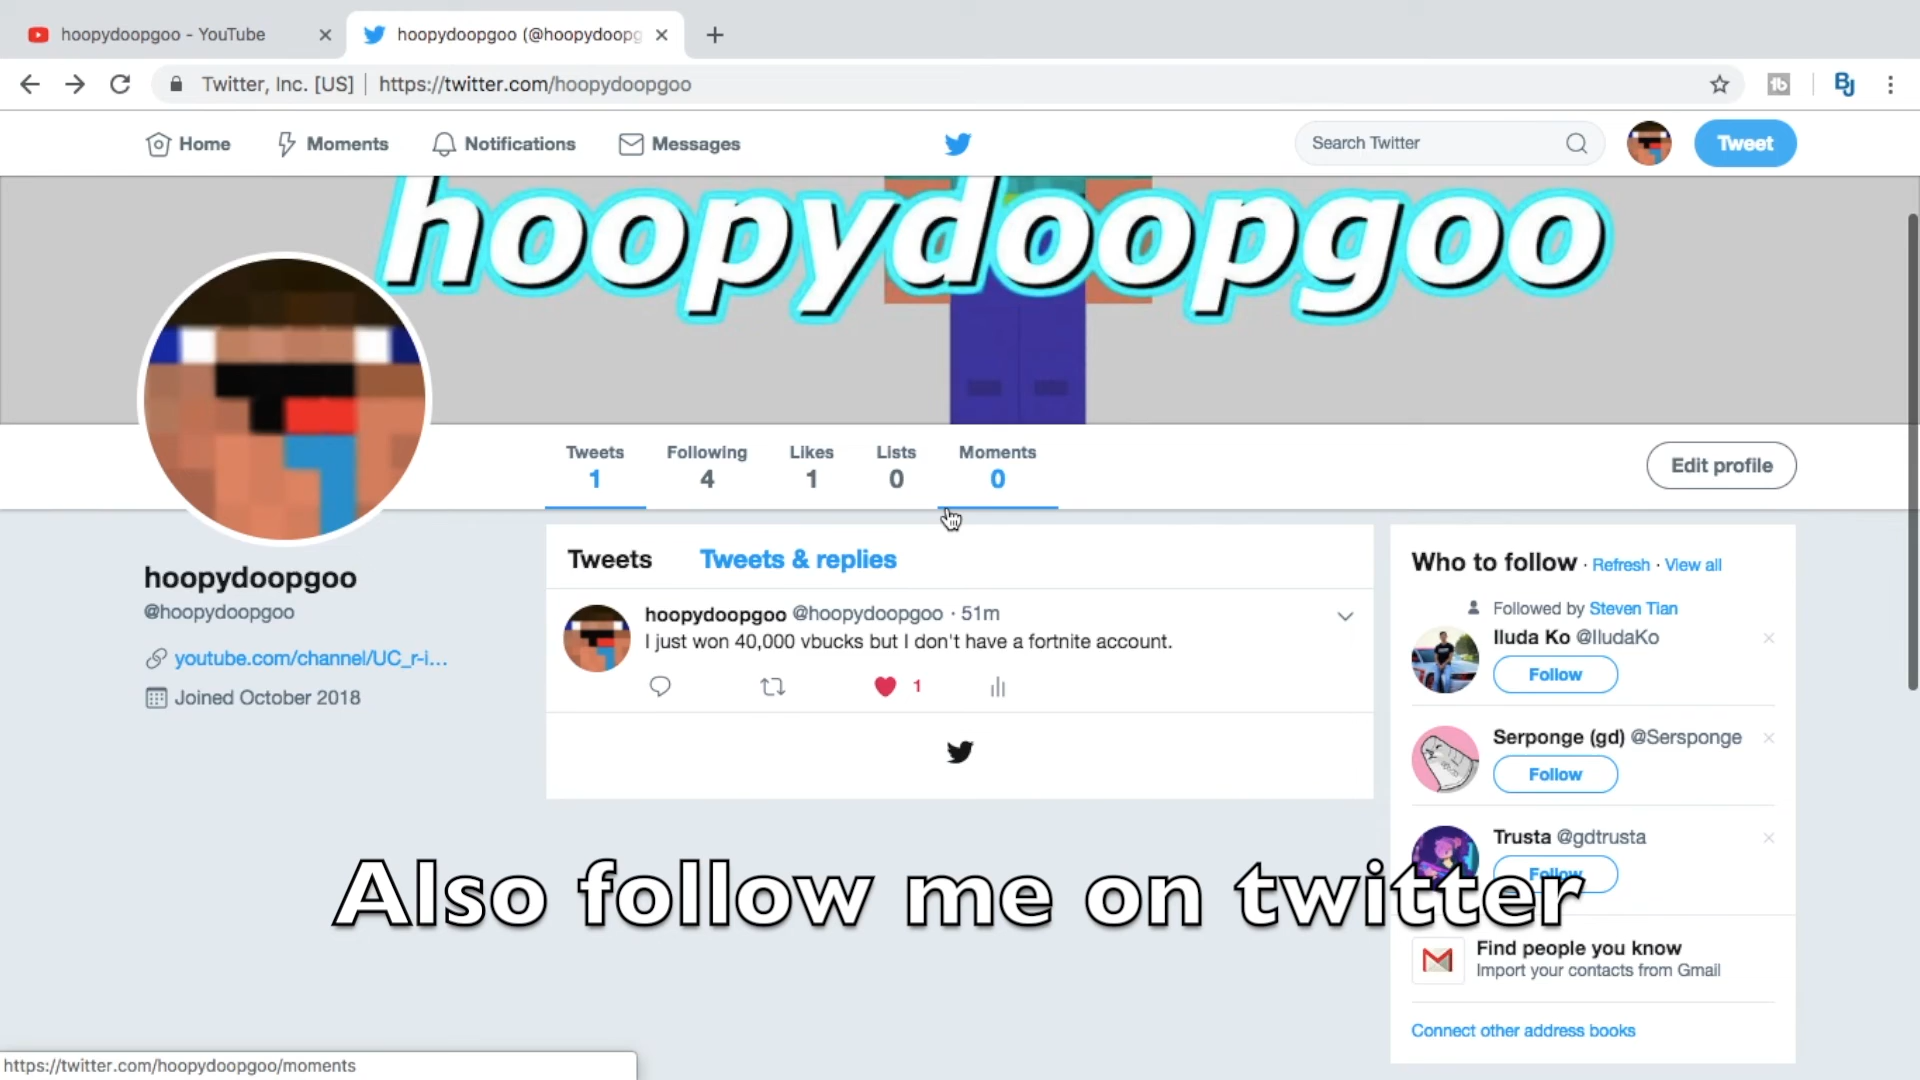 hoopydoopgoo - YouTube
hoopydoopgoo (@hoopydoopg
Twitter, Inc. [US] | https://twitter.com/hoopydoopgoo
Home
Moments
Notifications
Messages
Search Twitter
Tweet
hoopydoopgoo
Tweets
1
Following
4
Likes
1
Lists
0
Moments
0
Edit profile
hoopydoopgoo
@hoopydoopgoo
youtube.com/channel/UC_r-i...
Joined October 2018
Tweets
Tweets & replies
hoopydoopgoo @hoopydoopgoo · 51m
I just won 40,000 vbucks but I don't have a fortnite account.
1
Who to follow · Refresh · View all
Followed by Steven Tian
Iluda Ko @IludaKo
Follow
Serponge (gd) @Sersponge
Follow
Trusta @gdtrusta
Follow
Also follow me on twitter
Find people you know
Import your contacts from Gmail
Connect other address books
https://twitter.com/hoopydoopgoo/moments